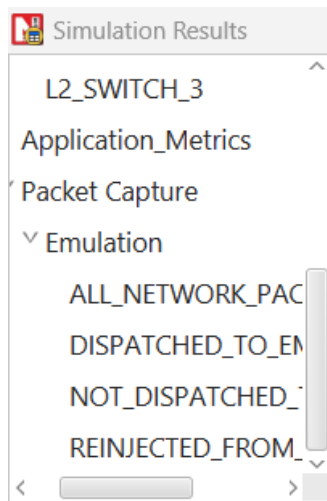 Simulation Results
L2_SWITCH_3
Application_Metrics
Packet Capture
Emulation
ALL_NETWORK_PAC
DISPATCHED_TO_EM
NOT_DISPATCHED_
REINJECTED_FROM_